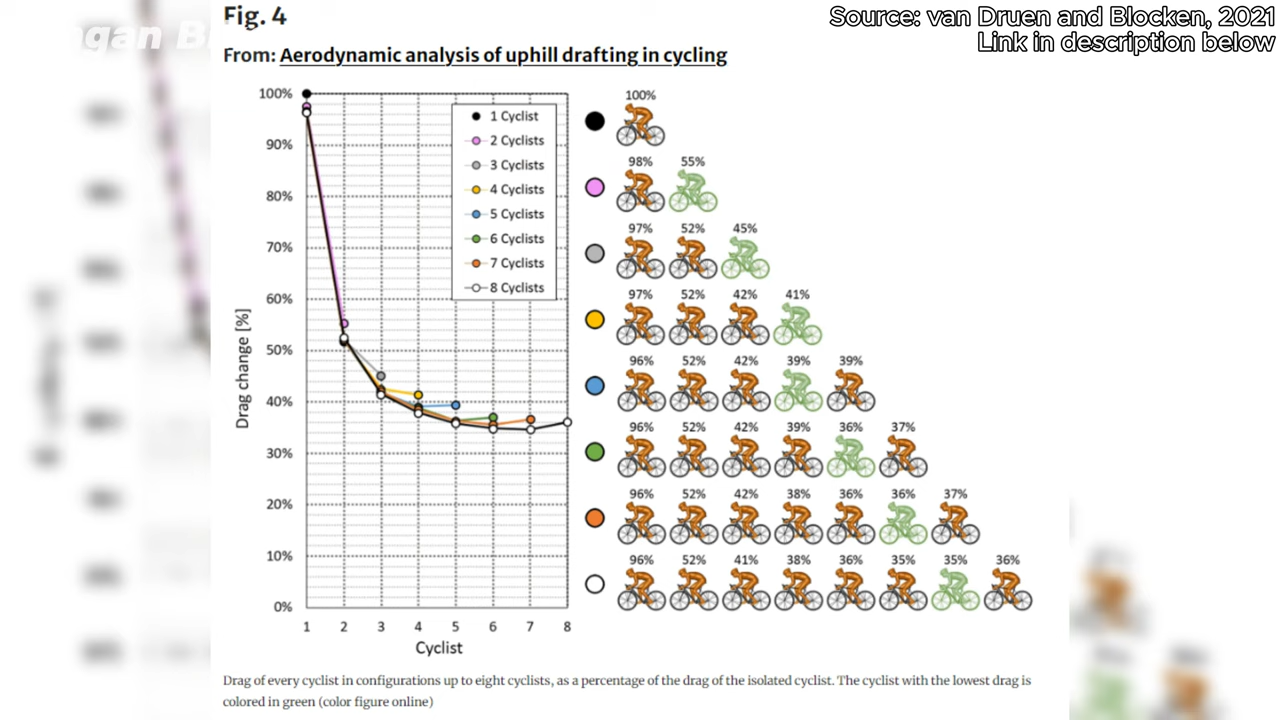 Fig. 4
Source: van Druen and Blocken, 2021
Link in description below
From: Aerodynamic analysis of uphill drafting in cycling
Drag change [%]
100%
90%
80%
70%
60%
50%
40%
30%
20%
10%
0%
1 2 3 4 5 6 7 8
Cyclist
1 Cyclist
2 Cyclists
3 Cyclists
4 Cyclists
5 Cyclists
6 Cyclists
7 Cyclists
8 Cyclists
100%
98% 55%
97% 52% 45%
97% 52% 42% 41%
96% 52% 42% 39% 39%
96% 52% 42% 39% 36% 37%
96% 52% 42% 38% 36% 36% 37%
96% 52% 41% 38% 36% 35% 35% 36%
Drag of every cyclist in configurations up to eight cyclists, as a percentage of the drag of the isolated cyclist. The cyclist with the lowest drag is
colored in green (color figure online)